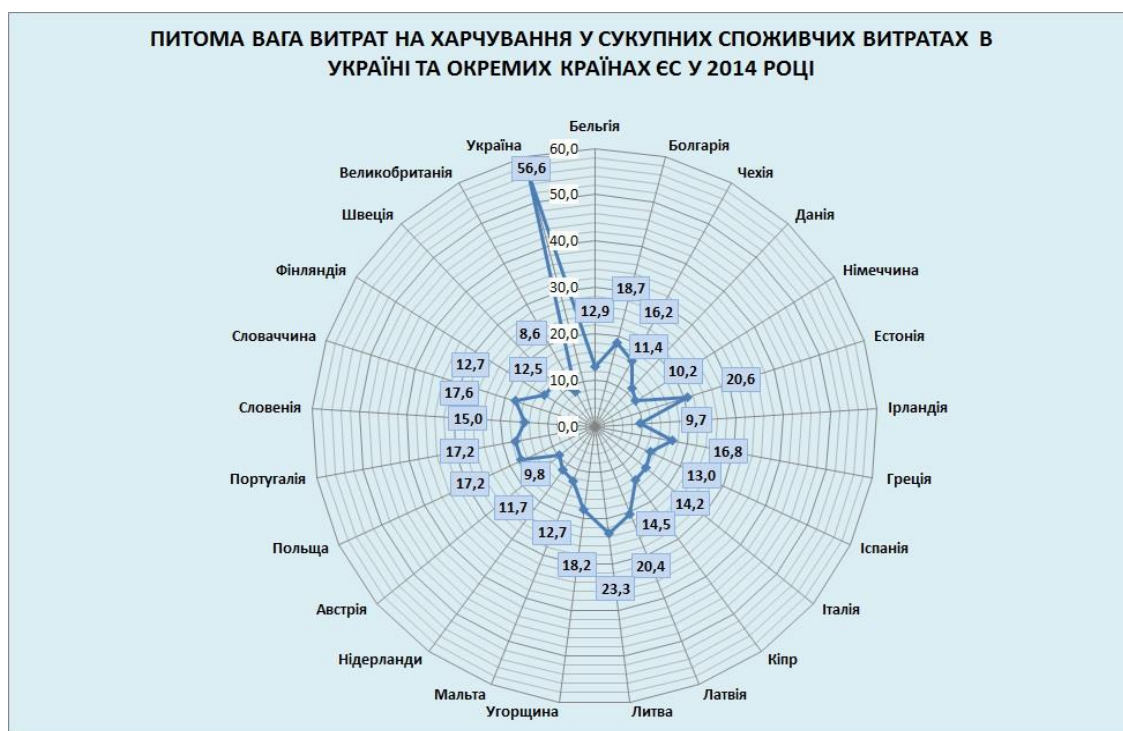 ПИТОМА ВАГА ВИТРАТ НА ХАРЧУВАННЯ У СУКУПНИХ СПОЖИВЧИХ ВИТРАТАХ В
УКРАЇНІ ТА ОКРЕМИХ КРАЇНАХ ЄС У 2014 РОЦІ
Бельгія
Болгарія
Чехія
Данія
Німеччина
Естонія
Ірландія
Греція
Іспанія
Італія
Кіпр
Латвія
Литва
Угорщина
Мальта
Нідерланди
Австрія
Польща
Португалія
Словенія
Словаччина
Фінляндія
Швеція
Великобританія
Україна
60,0
50,0
40,0
30,0
20,0
10,0
0,0
12,9
18,7
16,2
11,4
10,2
20,6
9,7
16,8
13,0
14,2
14,5
20,4
23,3
18,2
12,7
11,7
9,8
17,2
17,2
15,0
17,6
12,7
12,5
8,6
56,6